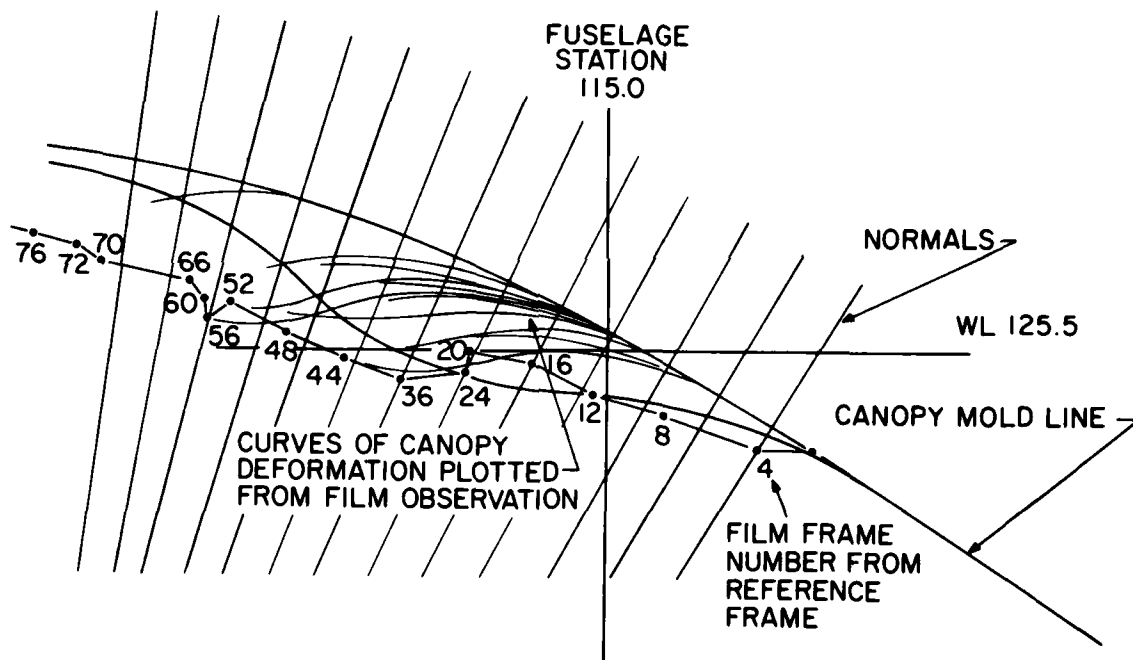 FUSELAGE
STATION
115.0
NORMALS
WL 125.5
CANOPY MOLD LINE
76
72
70
66
60
56
52
48
44
36
24
20
16
12
8
4
CURVES OF CANOPY
DEFORMATION PLOTTED
FROM FILM OBSERVATION
FILM FRAME
NUMBER FROM
REFERENCE
FRAME